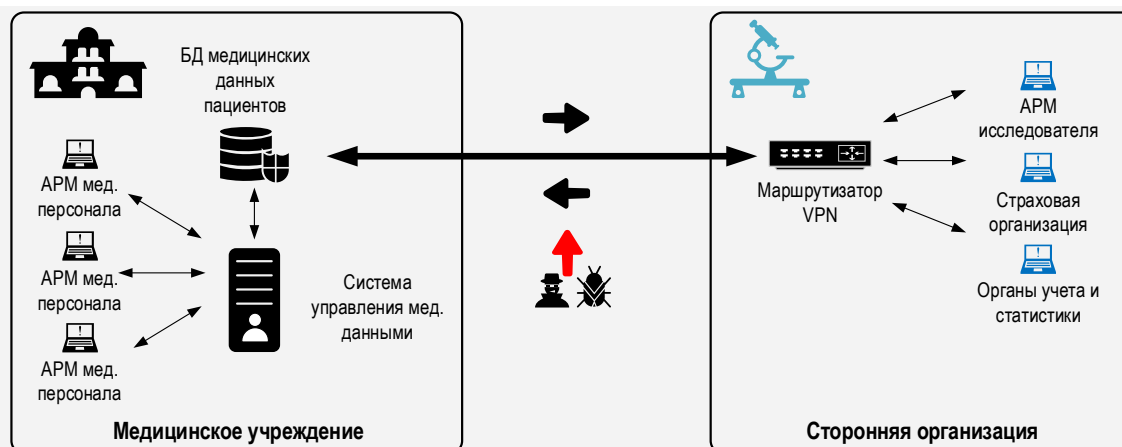 БД медицинских
данных
пациентов
АРМ мед.
персонала
АРМ мед.
персонала
АРМ мед.
персонала
Система
управления мед.
данными
Медицинское учреждение
Маршрутизатор
VPN
АРМ
исследователя
Страховая
организация
Органы учета и
статистики
Сторонняя организация